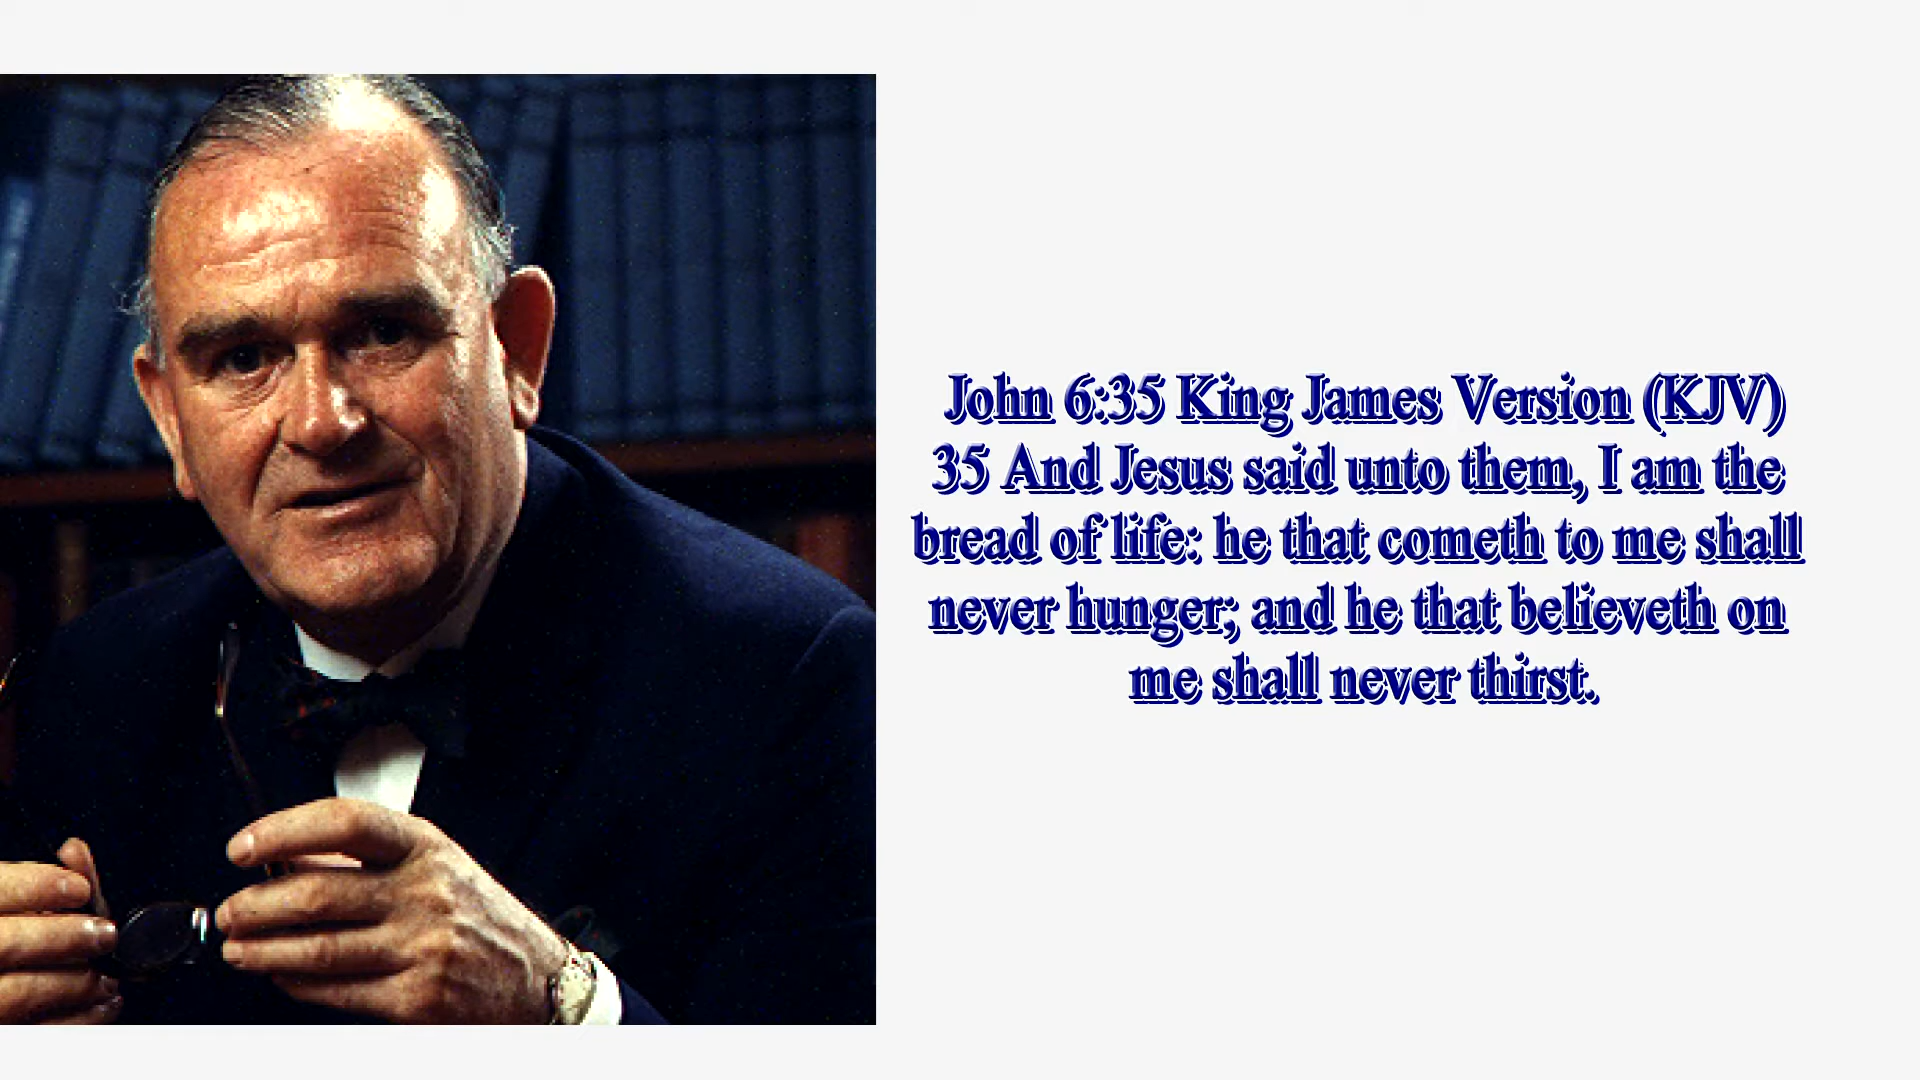 John 6:35 King James Version (KJV)
35 And Jesus said unto them, I am the
bread of life: he that cometh to me shall
never hunger; and he that believeth on
me shall never thirst.